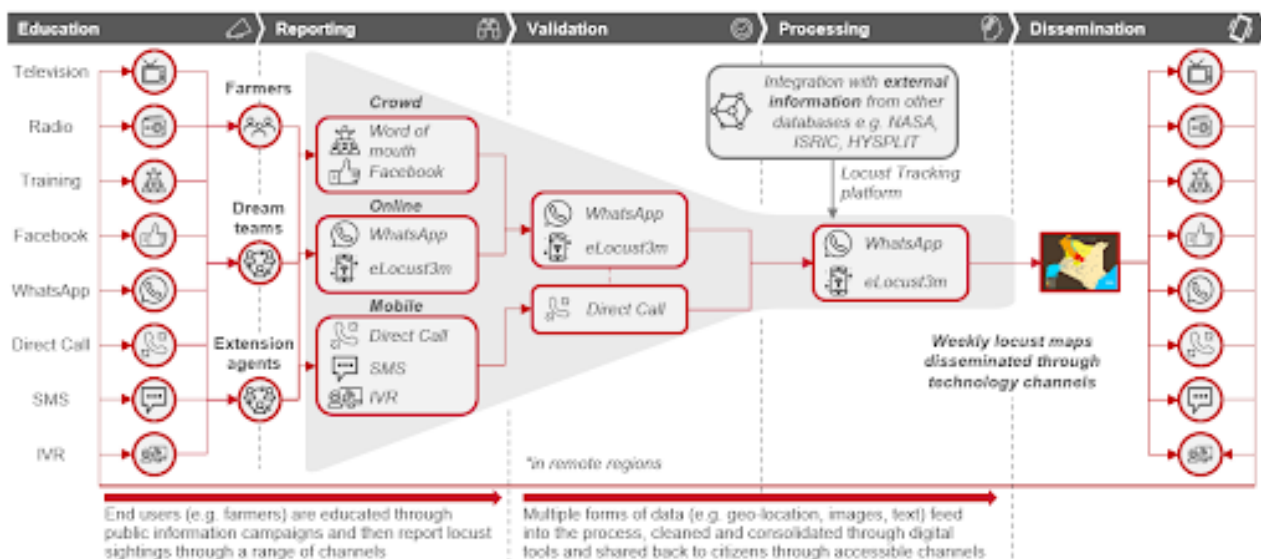 Education
Reporting
Validation
Processing
Dissemination
Television
Radio
Training
Facebook
WhatsApp
Direct Call
SMS
IVR
Farmers
Dream
teams
Extension
agents
Crowd
Word of
mouth
Facebook
Online
WhatsApp
eLocust3m
Mobile
Direct Call
SMS
IVR
WhatsApp
eLocust3m
Direct Call
*in remote regions
Integration with external
information from other
databases e.g. NASA,
ISRIC, HYSPLIT
Locust Tracking
platform
WhatsApp
eLocust3m
Weekly locust maps
disseminated through
technology channels
End users (e.g. farmers) are educated through
public information campaigns and then report locust
sightings through a range of channels
Multiple forms of data (e.g. geo-location, images, text) feed
into the process, cleaned and consolidated through digital
tools and shared back to citizens through accessible channels